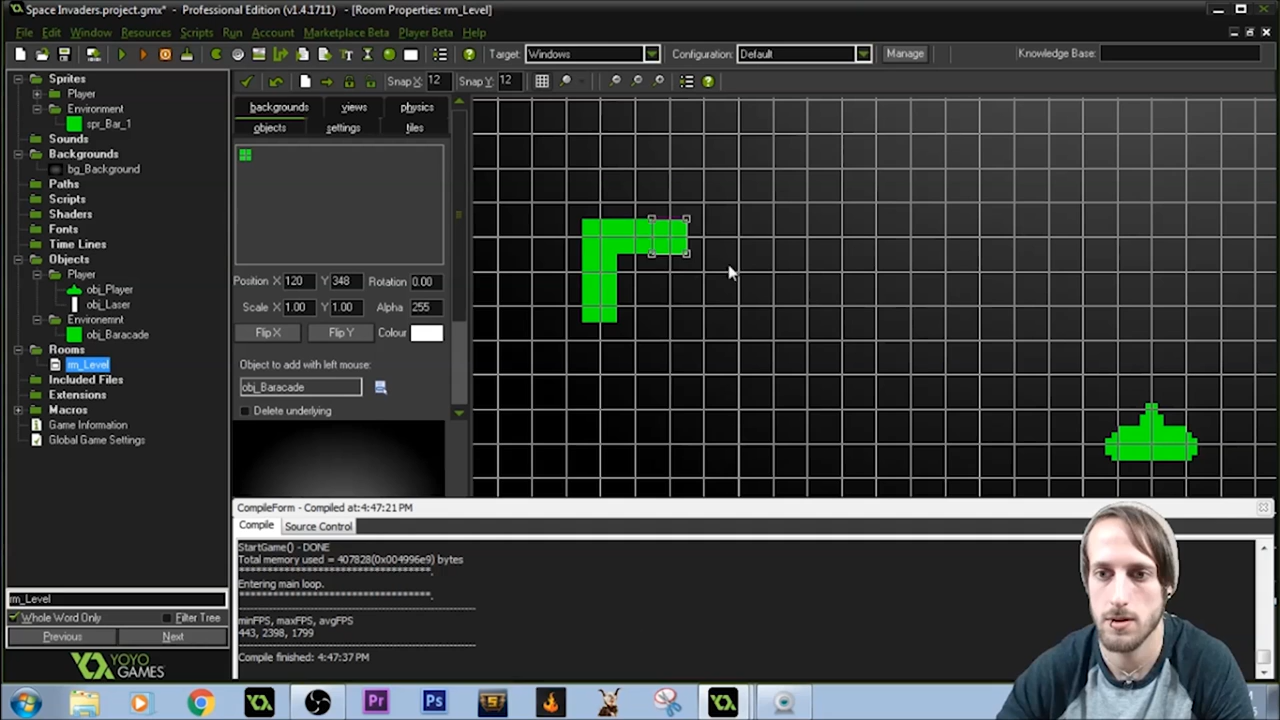 Space Invaders.project.gmx* - Professional Edition (v1.4.1711) - [Room Properties: rm_Level]
File Edit Window Resources Scripts Run Account Marketplace Beta Player Beta Help
Target: Windows Configuration: Default Manage Knowledge Base:
Snap X: 12 Snap Y: 12
Sprites
Player
Environment
spr_Bar_1
Sounds
Backgrounds
bg_Background
Paths
Scripts
Shaders
Fonts
Time Lines
Objects
Player
obj_Player
obj_Laser
Environemnt
obj_Baracade
Rooms
rm_Level
Included Files
Extensions
Macros
Game Information
Global Game Settings
rm_Level
Whole Word Only Filter Tree
Previous Next
YOYO
GAMES
backgrounds views physics
objects settings tiles
Position X 120 Y 348 Rotation 0.00
Scale X 1.00 Y 1.00 Alpha 255
Flip X Flip Y Colour
Object to add with left mouse:
obj_Baracade
Delete underlying
CompileForm - Compiled at:4:47:21 PM
Compile Source Control
StartGame() - DONE
Total memory used = 407828(0x004996e9) bytes
Entering main loop.
minFPS, maxFPS, avgFPS
443, 2398, 1799
Compile finished: 4:47:37 PM
Pr Ps